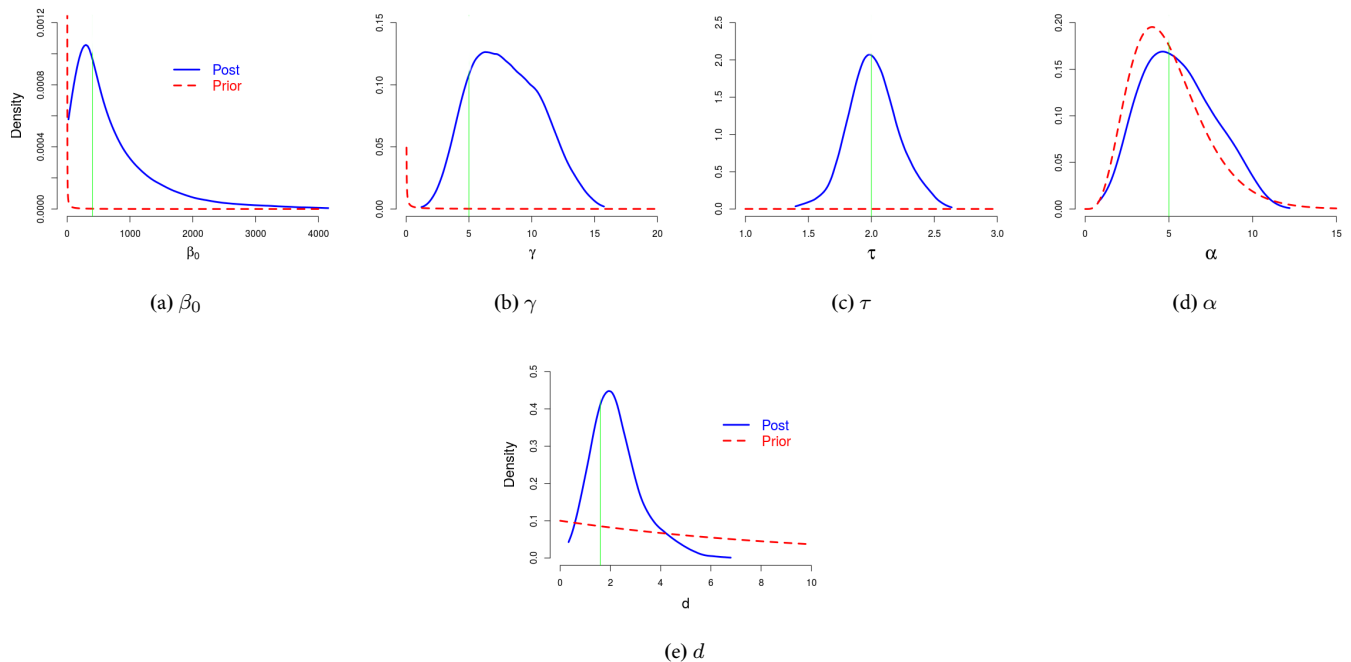 0.0000 0.0004 0.0008 0.0012
Density
0 1000 2000 3000 4000
β₀
Post
Prior
(a) β₀
0.00 0.05 0.10 0.15
0 5 10 15 20
γ
(b) γ
0.0 0.5 1.0 1.5 2.0 2.5
1.0 1.5 2.0 2.5 3.0
τ
(c) τ
0.00 0.05 0.10 0.15 0.20
0 5 10 15
α
(d) α
0.0 0.1 0.2 0.3 0.4 0.5
Density
0 2 4 6 8 10
d
Post
Prior
(e) d